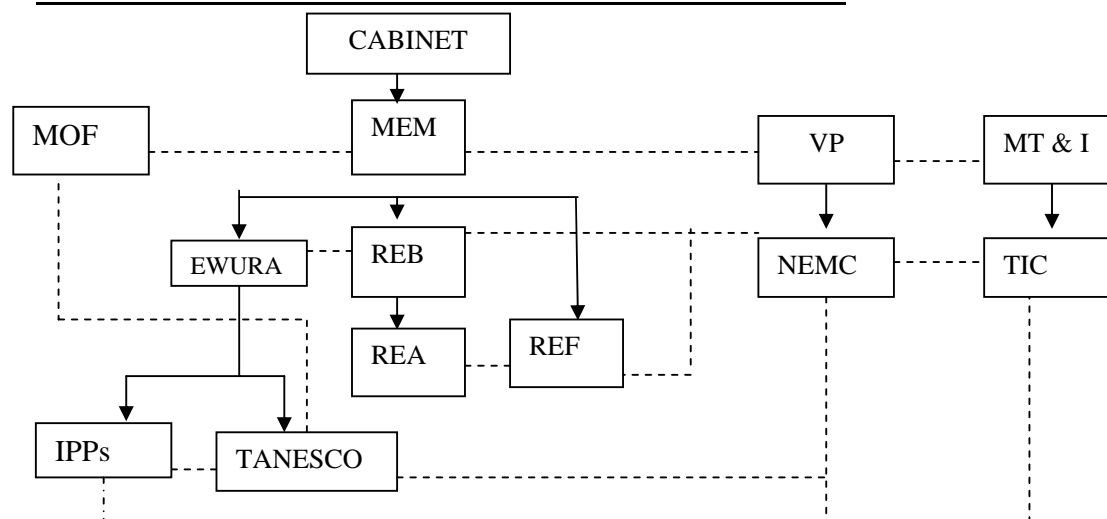 CABINET
MOF
MEM
VP
MT & I
EWURA
REB
NEMC
TIC
REA
REF
IPPs
TANESCO